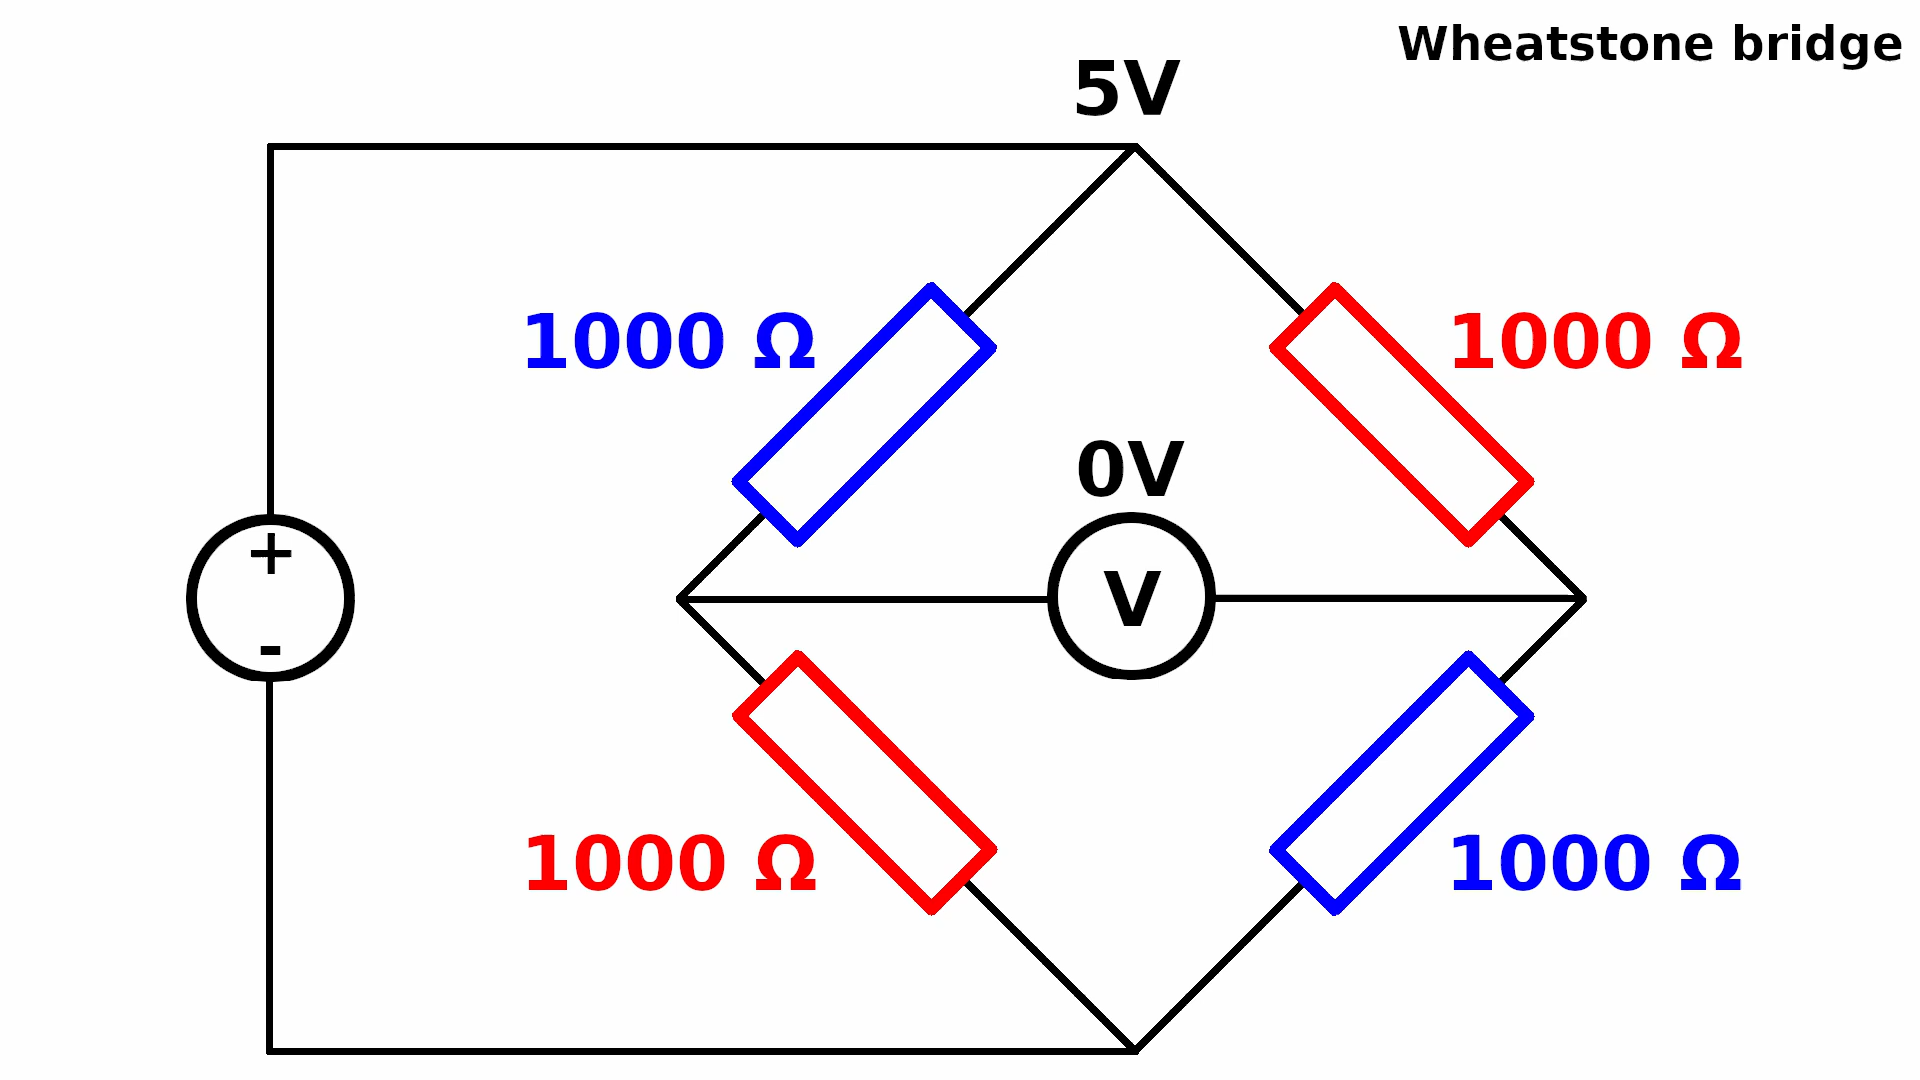 Wheatstone bridge
5V
1000 Ω
1000 Ω
0V
+
V
-
1000 Ω
1000 Ω